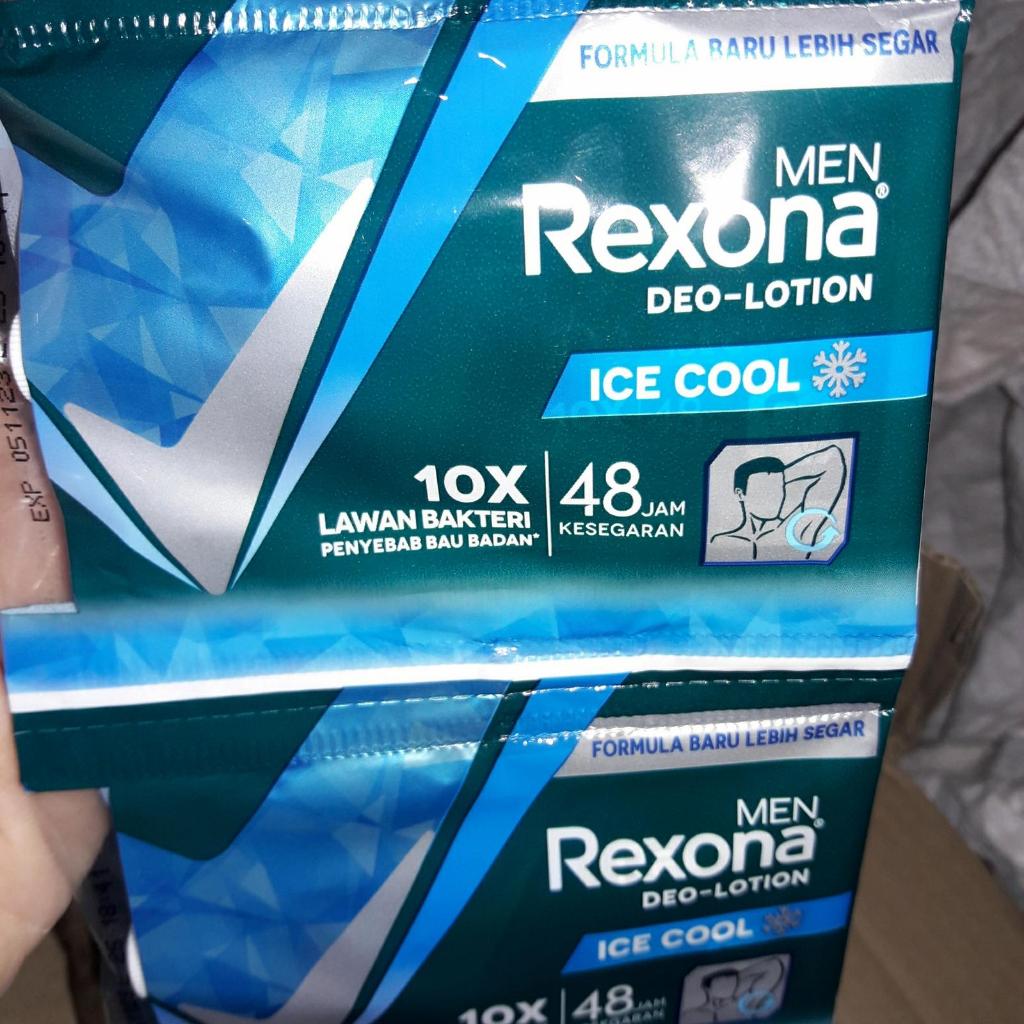 FORMULA BARU LEBIH SEGAR
MEN
Rexona®
DEO-LOTION
ICE COOL
10X
LAWAN BAKTERI
PENYEBAB BAU BADAN*
48 JAM
KESEGARAN
EXP 051123
FORMULA BARU LEBIH SEGAR
MEN
Rexona®
DEO-LOTION
ICE COOL
10X
48 JAM